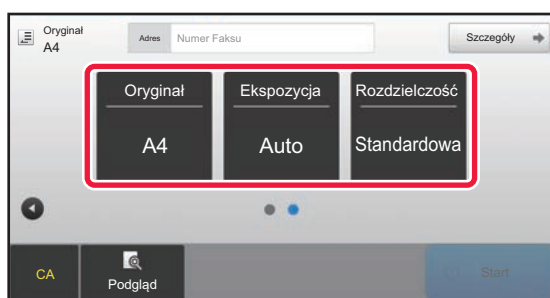 Oryginał
A4
Adres Numer Faksu
Szczegóły
Oryginał
A4
Ekspozycja
Auto
Rozdzielczość
Standardowa
CA
Podgląd
Start